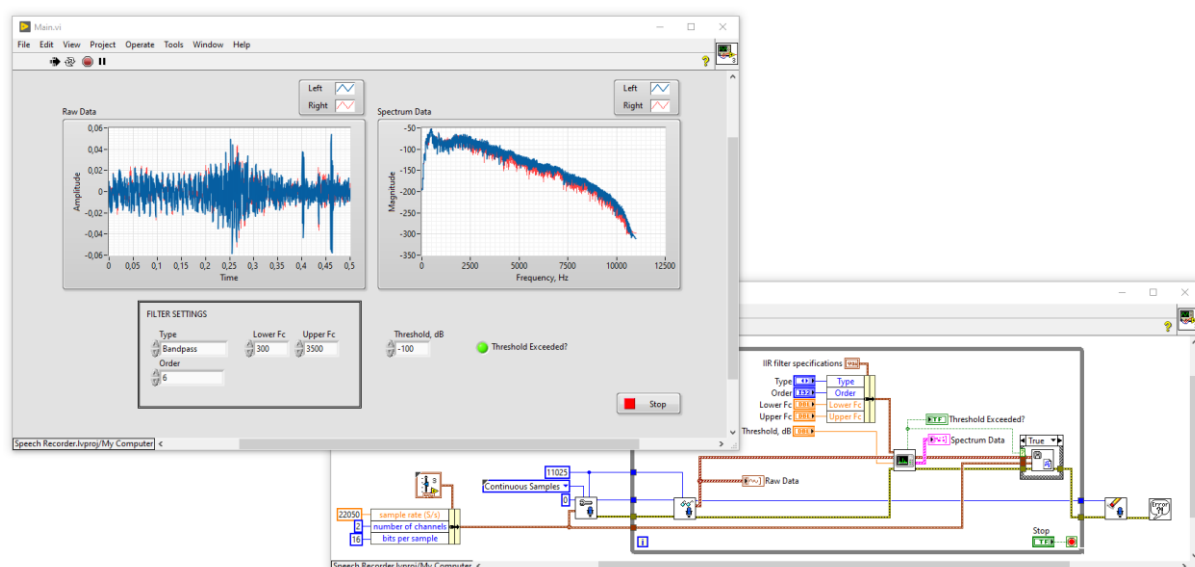 Main.vi
File Edit View Project Operate Tools Window Help
3
Left
Right
Raw Data
0,06
0,04
0,02
0
-0,02
-0,04
-0,06
Amplitude
0 0,05 0,1 0,15 0,2 0,25 0,3 0,35 0,4 0,45 0,5
Time
Left
Right
Spectrum Data
-50
-100
-150
-200
-250
-300
-350
Magnitude
0 2500 5000 7500 10000 12500
Frequency, Hz
FILTER SETTINGS
Type
Bandpass
Lower Fc
300
Upper Fc
3500
Order
6
Threshold, dB
-100
Threshold Exceeded?
Stop
Speech Recorder.lvproj/My Computer
IIR filter specifications
Type
Order
Lower Fc
Upper Fc
Type
Order
Lower Fc
Upper Fc
Threshold, dB
Threshold Exceeded?
TF
Spectrum Data
True
Raw Data
11025
Continuous Samples
0
22050 sample rate (S/s)
2 number of channels
16 bits per sample
i
Error
?!
Stop
TF
Speech Recorder.lvproj/My Computer